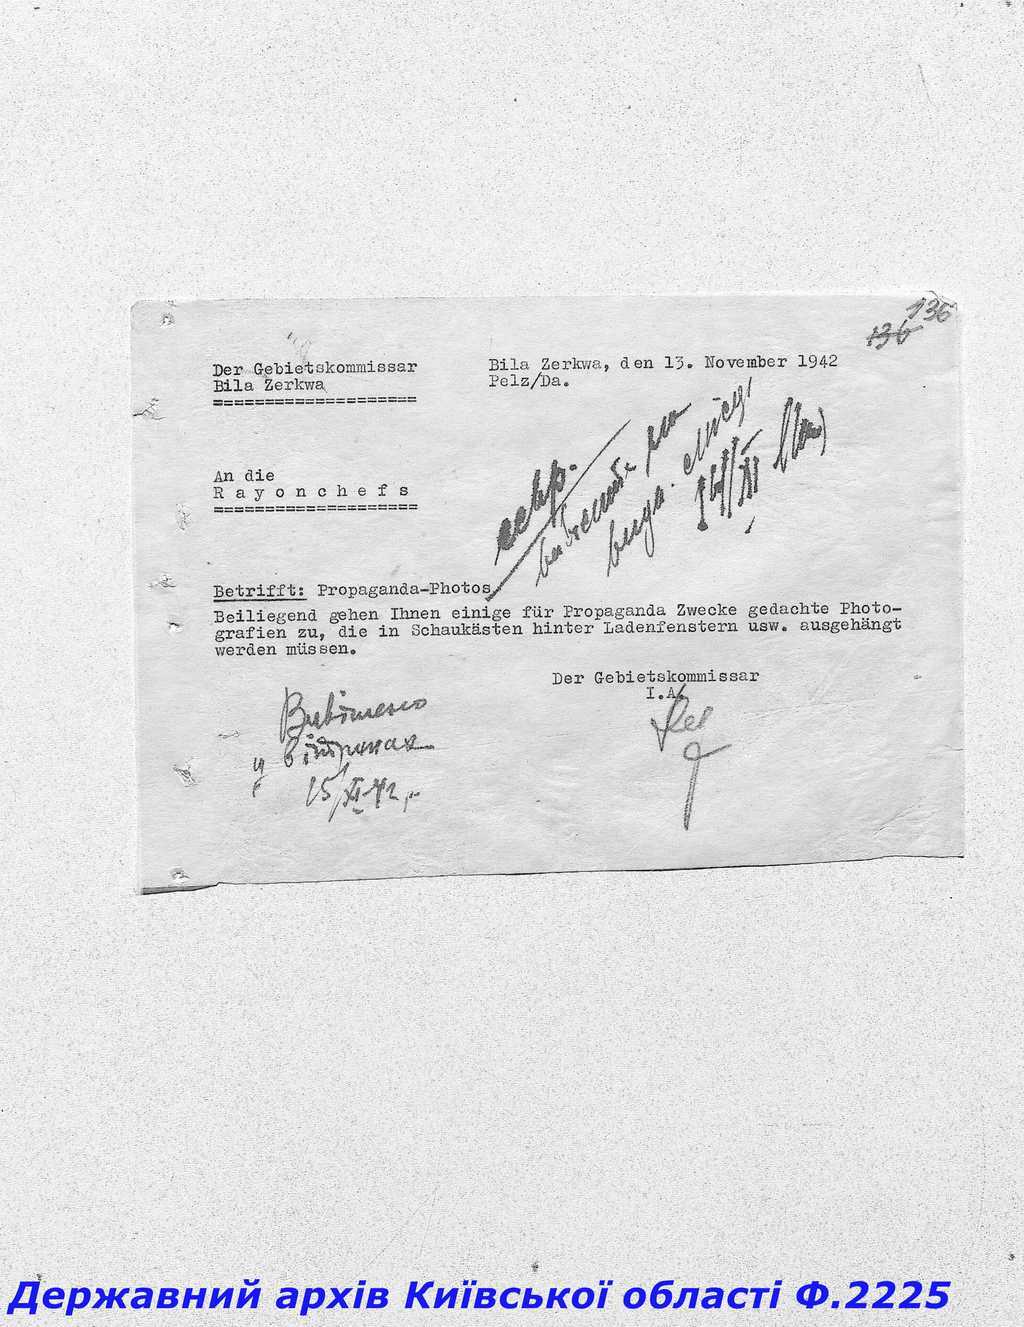 136
136
Der Gebietskommissar
Bila Zerkwa
====================
Bila Zerkwa, den 13. November 1942
Pelz/Da.
An die
R a y o n c h e f s
====================
Betrifft: Propaganda-Photos
Beiliegend gehen Ihnen einige für Propaganda Zwecke gedachte Photo-
grafien zu, die in Schaukästen hinter Ladenfenstern usw. ausgehängt
werden müssen.
Der Gebietskommissar
I.A.
Вивішено
у вітринах
15/XI-42 р.
Державний архів Київської області Ф.2225